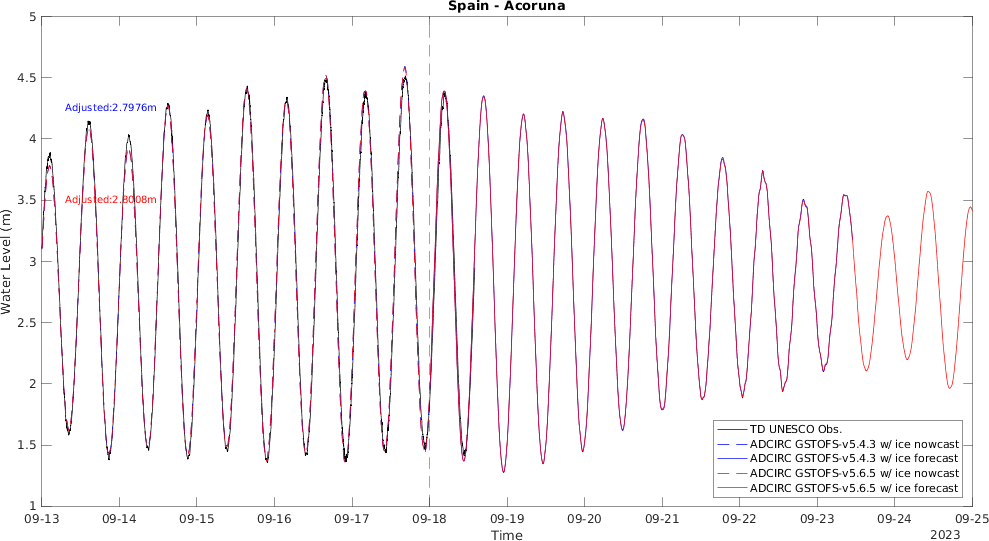 Spain - Acoruna
5
4.5
4
3.5
3
2.5
2
1.5
1
Water Level (m)
Adjusted:2.7976m
Adjusted:2.8008m
TD UNESCO Obs.
ADCIRC GSTOFS-v5.4.3 w/ ice nowcast
ADCIRC GSTOFS-v5.4.3 w/ ice forecast
ADCIRC GSTOFS-v5.6.5 w/ ice nowcast
ADCIRC GSTOFS-v5.6.5 w/ ice forecast
09-13 09-14 09-15 09-16 09-17 09-18 09-19 09-20 09-21 09-22 09-23 09-24 09-25
Time
2023